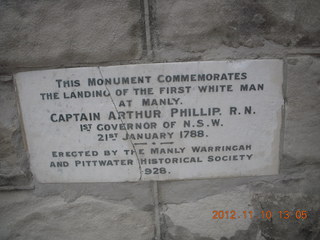 THIS MONUMENT COMMEMORATES
THE LANDING OF THE FIRST WHITE MAN
AT MANLY.
CAPTAIN ARTHUR PHILLIP, R.N.
1ST GOVERNOR OF N.S.W.
21ST JANUARY 1788.
ERECTED BY THE MANLY WARRINGAH
AND PITTWATER HISTORICAL SOCIETY
928.
2012-11-10 13:05